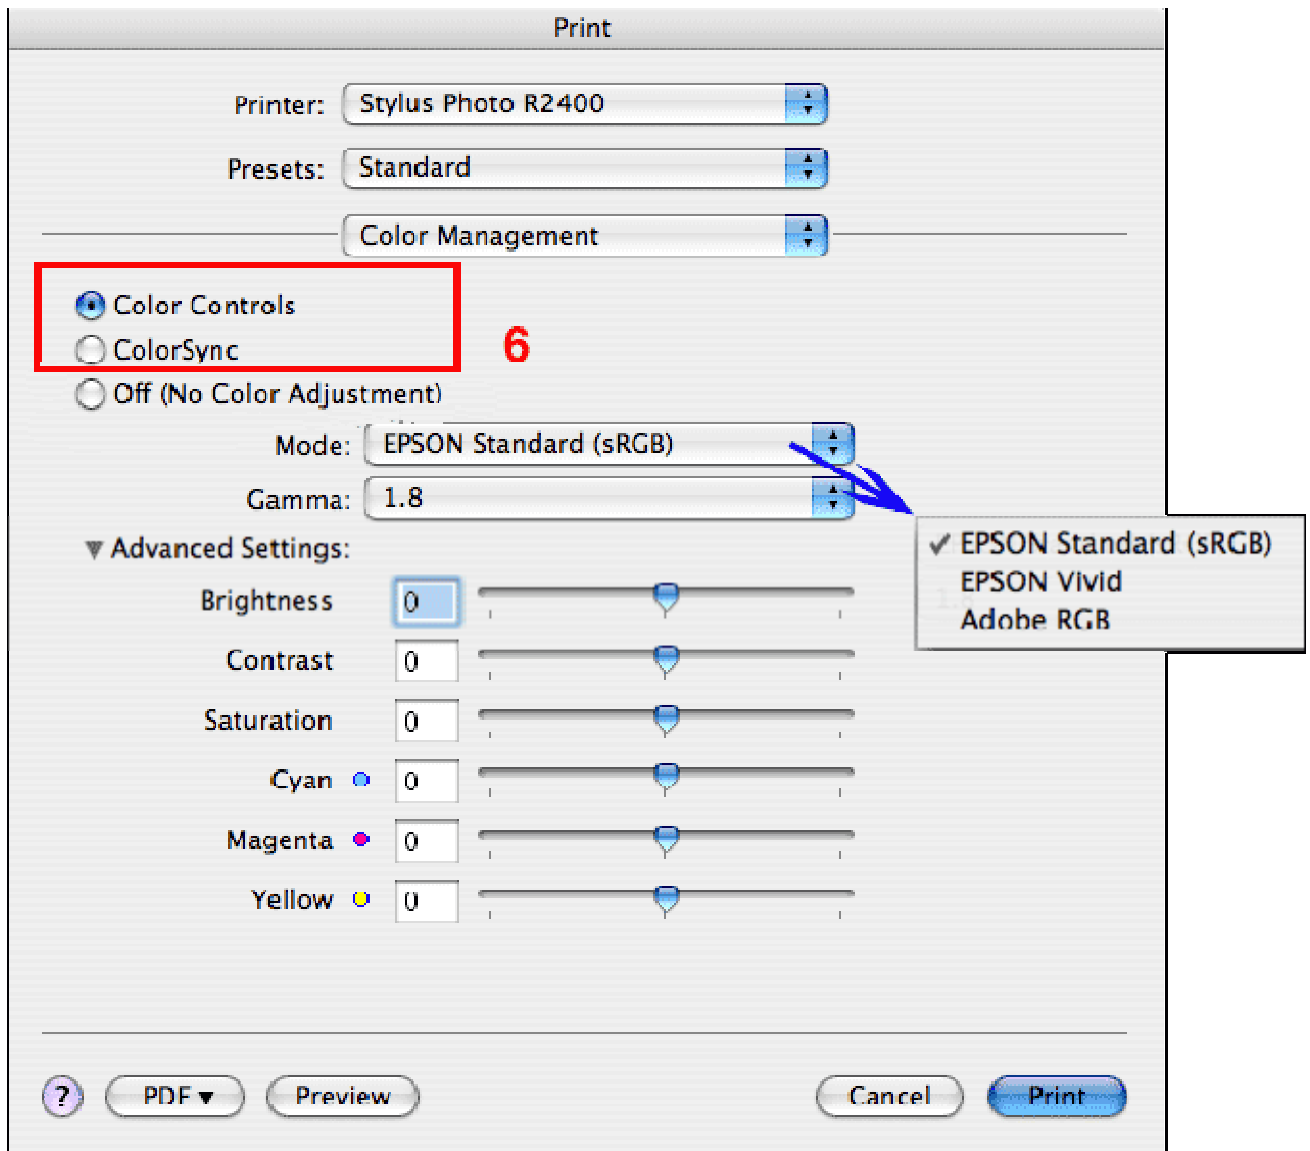 Print
Printer: Stylus Photo R2400
Presets: Standard
Color Management
Color Controls
ColorSync
6
Off (No Color Adjustment)
Mode: EPSON Standard (sRGB)
Gamma: 1.8
✓ EPSON Standard (sRGB)
EPSON Vivid
Adobe RGB
Advanced Settings:
Brightness 0
Contrast 0
Saturation 0
Cyan 0
Magenta 0
Yellow 0
? PDF ▼ Preview Cancel Print